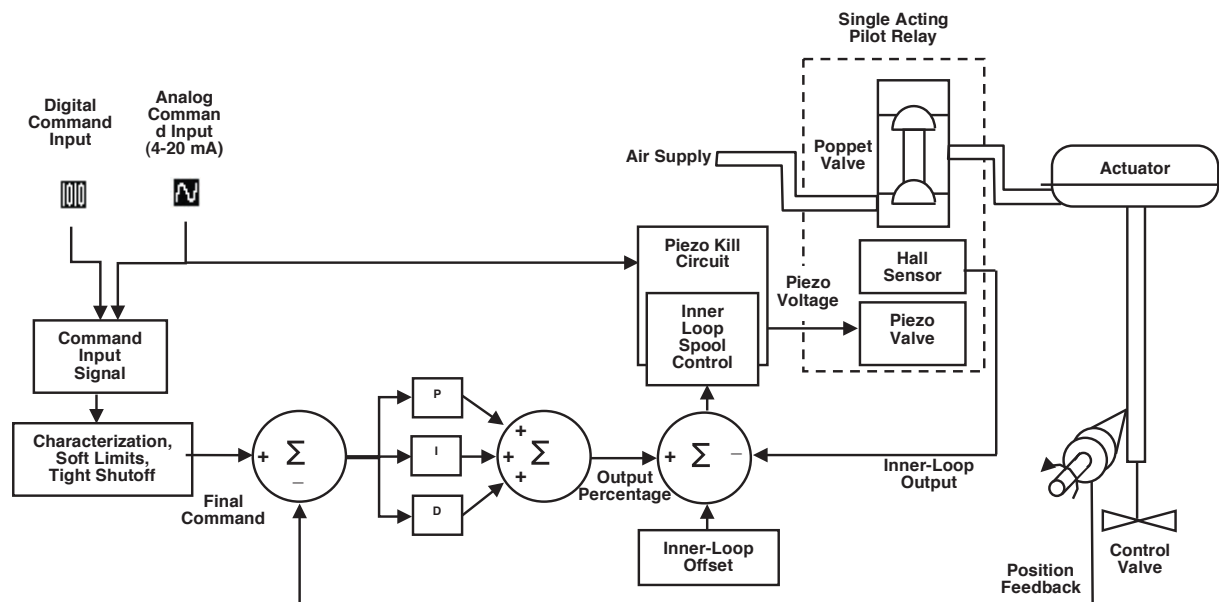 Single Acting
Pilot Relay
Digital
Command
Input
Analog
Comman
d Input
(4-20 mA)
Air Supply
Poppet
Valve
Actuator
Piezo Kill
Circuit
Hall
Sensor
Piezo
Voltage
Inner
Loop
Spool
Control
Piezo
Valve
Command
Input
Signal
Characterization,
Soft Limits,
Tight Shutoff
Final
Command
+
Σ
−
P
I
D
+
+
+
Σ
Output
Percentage
+
Σ
−
Inner-Loop
Output
Inner-Loop
Offset
Position
Feedback
Control
Valve